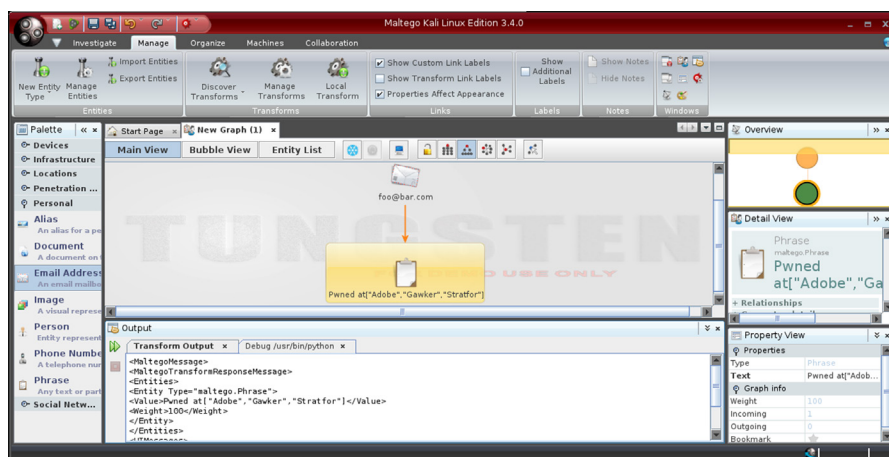 Maltego Kali Linux Edition 3.4.0
Investigate Manage Organize Machines Collaboration
New Entity Type
Manage Entities
Import Entities
Export Entities
Entities
Discover Transforms
Manage Transforms
Local Transform
Transforms
Show Custom Link Labels
Show Transform Link Labels
Properties Affect Appearance
Links
Show Additional Labels
Labels
Show Notes
Hide Notes
Notes
Windows
Palette
Devices
Infrastructure
Locations
Penetration ...
Personal
Alias
An alias for a pe
Document
A document on
Email Address
An email mailbo
Image
A visual represe
Person
Entity represent
Phone Numbe
A telephone nur
Phrase
Any text or part
Social Netw...
Start Page
New Graph (1)
Main View
Bubble View
Entity List
TUNGSTEN
USE ONLY
foo@bar.com
Pwned at["Adobe","Gawker","Stratfor"]
Output
Transform Output
Debug /usr/bin/python
<MaltegoMessage>
<MaltegoTransformResponseMessage>
<Entities>
<Entity Type="maltego.Phrase">
<Value>Pwned at["Adobe","Gawker","Stratfor"]</Value>
<Weight>100</Weight>
</Entity>
</Entities>
<UIMessages>
Overview
Detail View
Phrase
maltego.Phrase
Pwned
at["Adobe","Ga
+ Relationships
Property View
Properties
Type Phrase
Text Pwned at["Adob...
Graph info
Weight 100
Incoming 1
Outgoing 0
Bookmark